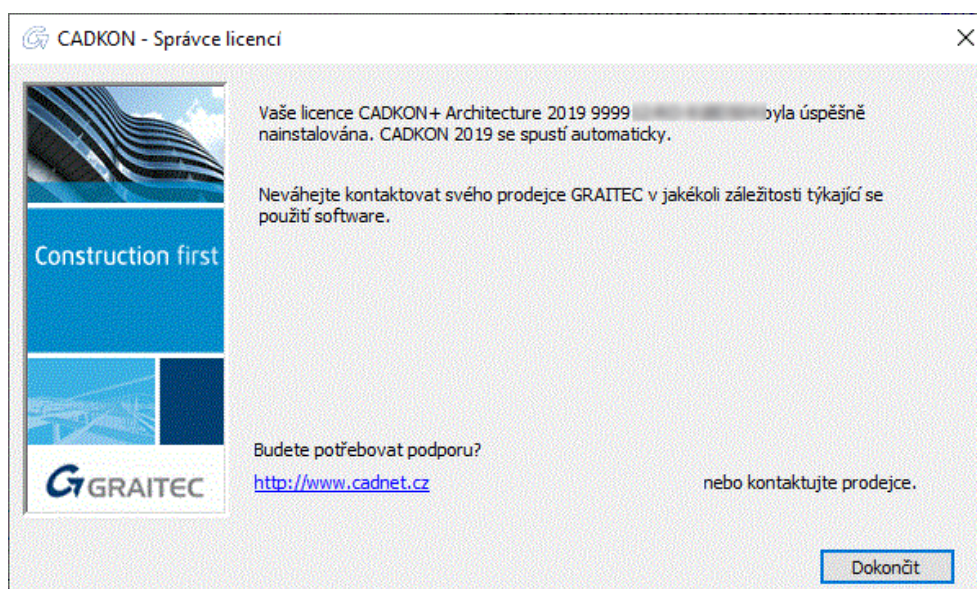 CADKON - Správce licencí
Vaše licence CADKON+ Architecture 2019 9999 byla úspěšně
nainstalována. CADKON 2019 se spustí automaticky.
Neváhejte kontaktovat svého prodejce GRAITEC v jakékoli záležitosti týkající se
použití software.
Construction first
GRAITEC
Budete potřebovat podporu?
http://www.cadnet.cz nebo kontaktujte prodejce.
Dokončit